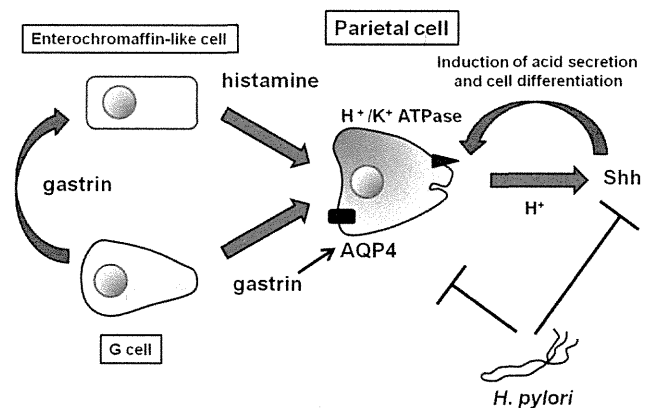 Parietal cell
Enterochromaffin-like cell
Induction of acid secretion
and cell differentiation
histamine
H⁺/K⁺ ATPase
gastrin
Shh
H⁺
AQP4
gastrin
G cell
H. pylori